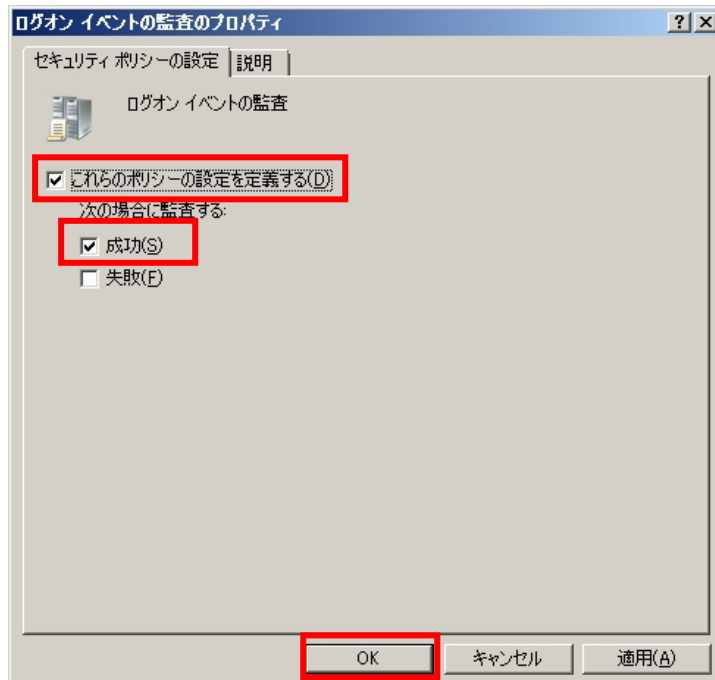 ログオン イベントの監査のプロパティ
セキュリティ ポリシーの設定 説明
ログオン イベントの監査
これらのポリシーの設定を定義する(D)
次の場合に監査する:
成功(S)
失敗(F)
OK キャンセル 適用(A)